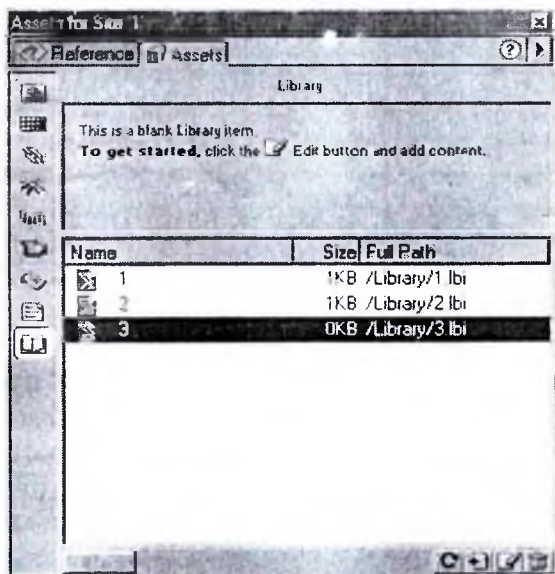 Assets for Site 1
Reference Assets
Library
This is a blank Library item.
To get started, click the Edit button and add content.
Name Size Full Path
1 1KB /Library/1.lbi
2 1KB /Library/2.lbi
3 0KB /Library/3.lbi